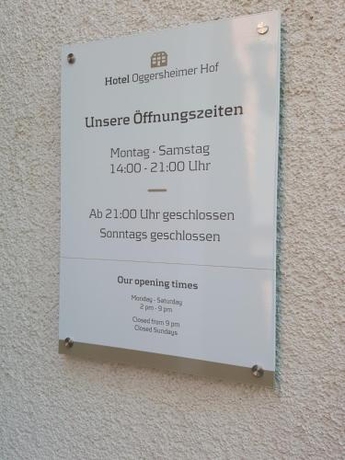 Hotel Oggersheimer Hof
Unsere Öffnungszeiten
Montag - Samstag
14:00 - 21:00 Uhr
Ab 21:00 Uhr geschlossen
Sonntags geschlossen
Our opening times
Monday - Saturday
2 pm - 9 pm
Closed from 9 pm
Closed Sundays